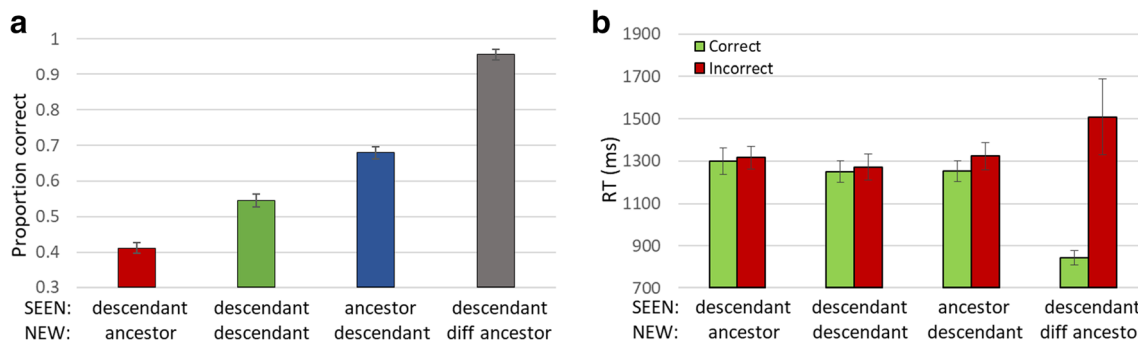 a
1
0.9
0.8
0.7
0.6
0.5
0.4
0.3
Proportion correct
SEEN: descendant descendant ancestor descendant
NEW: ancestor descendant descendant diff ancestor
b
1900
1700
1500
1300
1100
900
700
RT (ms)
Correct
Incorrect
SEEN: descendant descendant ancestor descendant
NEW: ancestor descendant descendant diff ancesto